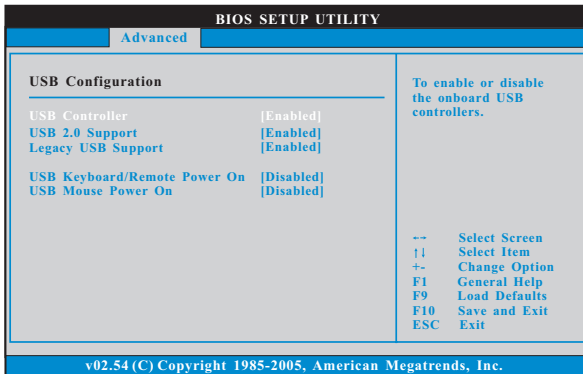 BIOS SETUP UTILITY
Advanced
USB Configuration
USB Controller [Enabled]
USB 2.0 Support [Enabled]
Legacy USB Support [Enabled]
USB Keyboard/Remote Power On [Disabled]
USB Mouse Power On [Disabled]
To enable or disable
the onboard USB
controllers.
←→ Select Screen
↑↓ Select Item
+- Change Option
F1 General Help
F9 Load Defaults
F10 Save and Exit
ESC Exit
v02.54 (C) Copyright 1985-2005, American Megatrends, Inc.